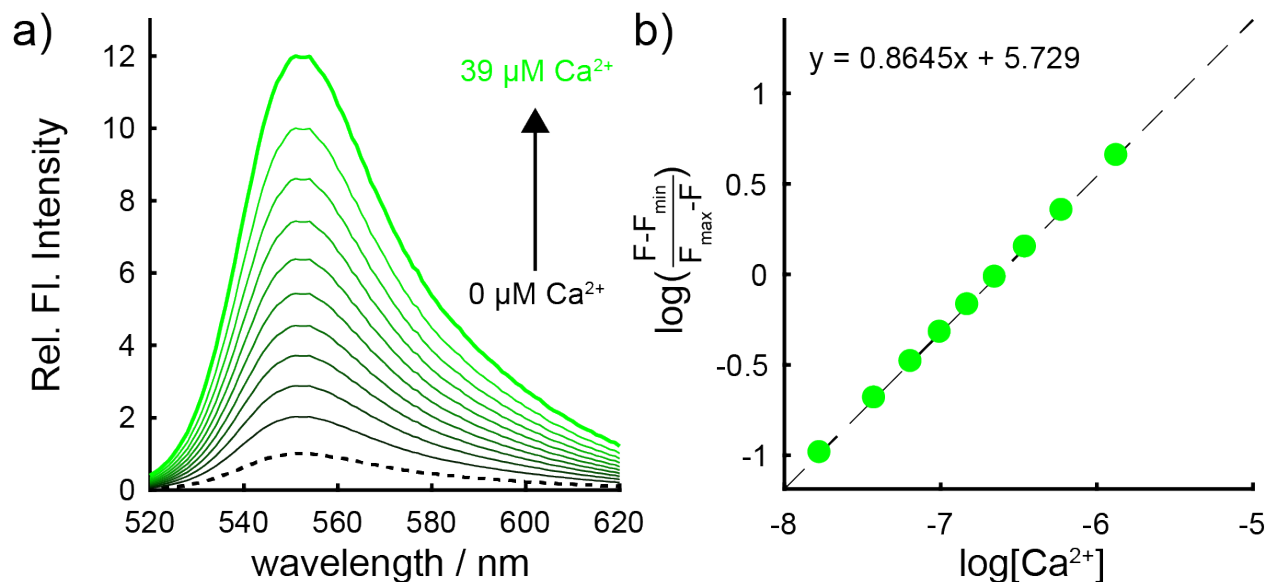 a)
Rel. Fl. Intensity
12
10
8
6
4
2
0
520
540
560
580
600
620
wavelength / nm
39 µM Ca²⁺
0 µM Ca²⁺
b)
y = 0.8645x + 5.729
log(F-Fmin/Fmax-F)
1
0.5
0
-0.5
-1
-8
-7
-6
-5
log[Ca²⁺]